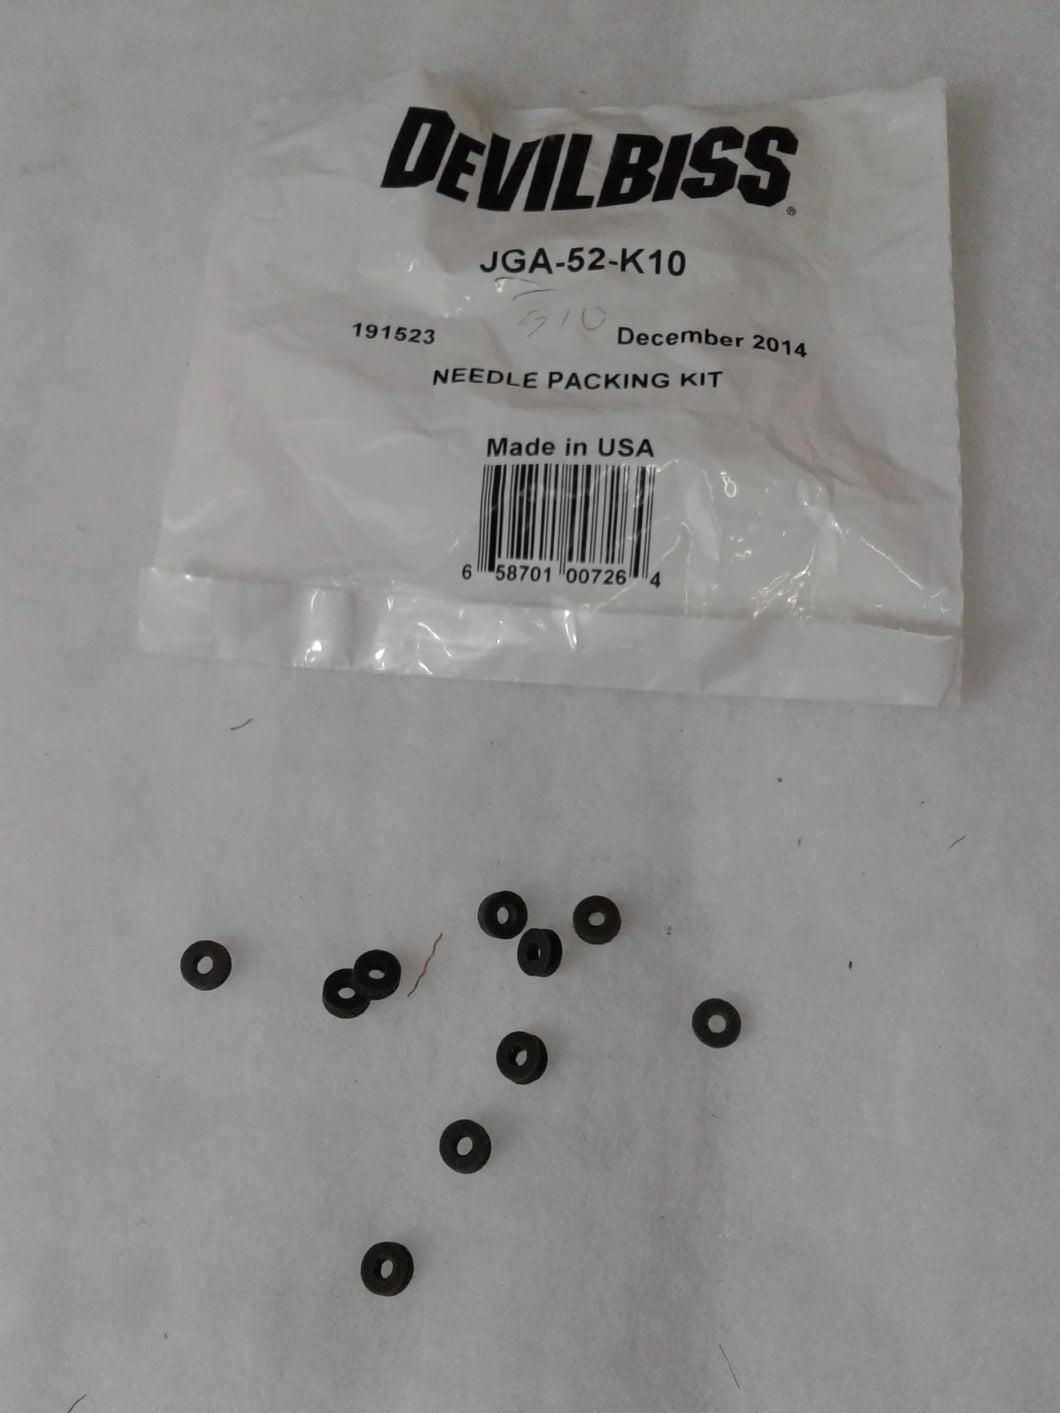 DEVILBISS®
JGA-52-K10
191523 December 2014
NEEDLE PACKING KIT
Made in USA
6 58701 00726 4